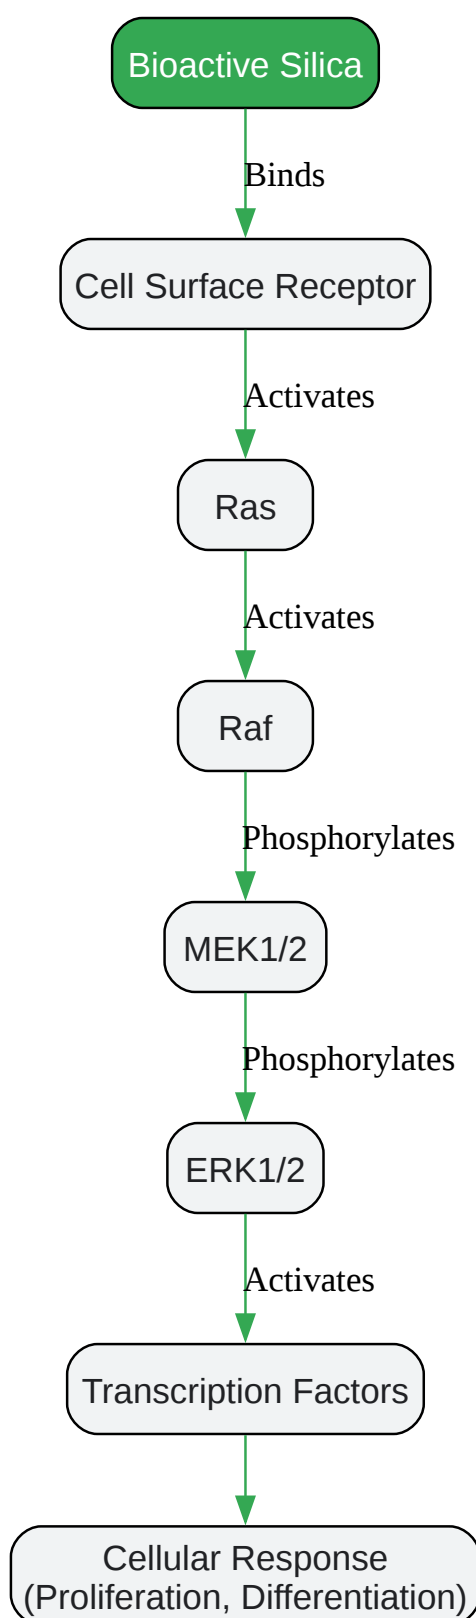 Bioactive Silica
Binds
Cell Surface Receptor
Activates
Ras
Activates
Raf
Phosphorylates
MEK1/2
Phosphorylates
ERK1/2
Activates
Transcription Factors
Cellular Response
(Proliferation, Differentiation)